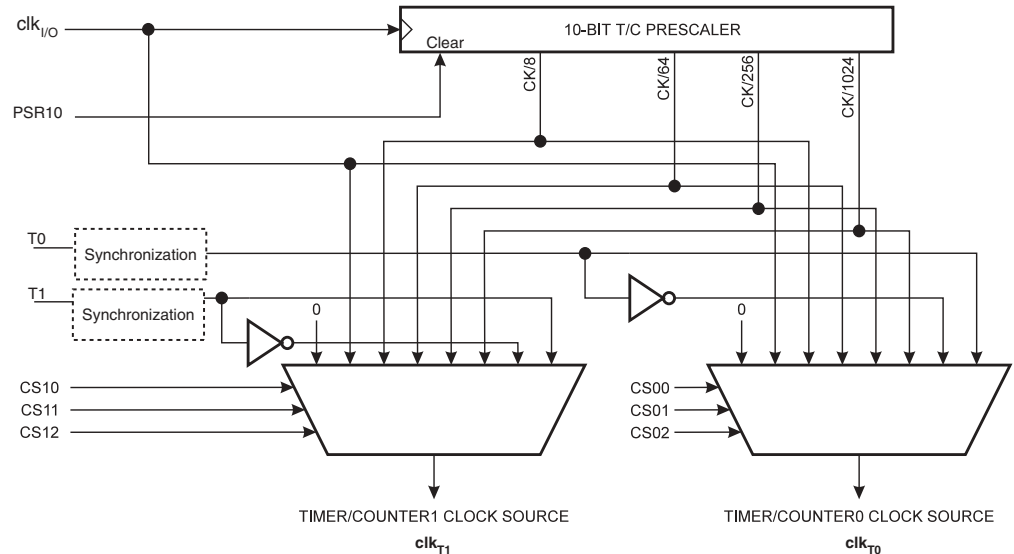 clkI/O
10-BIT T/C PRESCALER
Clear
CK/8
CK/64
CK/256
CK/1024
PSR10
T0
Synchronization
T1
Synchronization
0
0
CS10
CS11
CS12
CS00
CS01
CS02
TIMER/COUNTER1 CLOCK SOURCE
clkT1
TIMER/COUNTER0 CLOCK SOURCE
clkT0